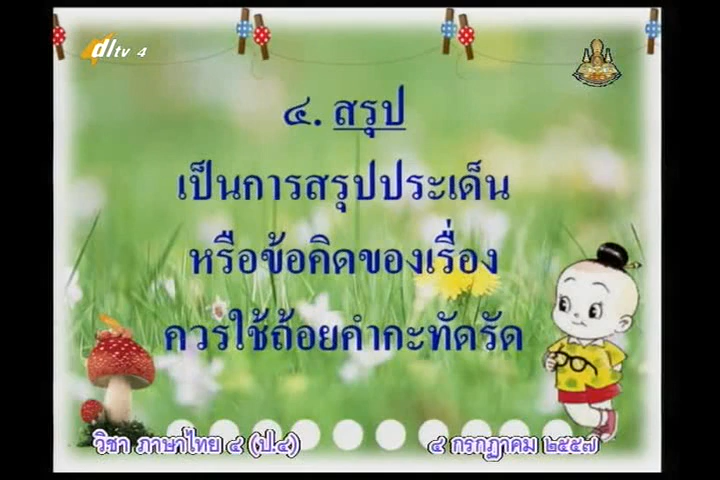 dltv 4
๔. สรุป
เป็นการสรุปประเด็น
หรือข้อคิดของเรื่อง
ควรใช้ถ้อยคำกะทัดรัด
วิชา ภาษาไทย ๔ (ป.๔)
๔ กรกฎาคม ๒๕๕๗